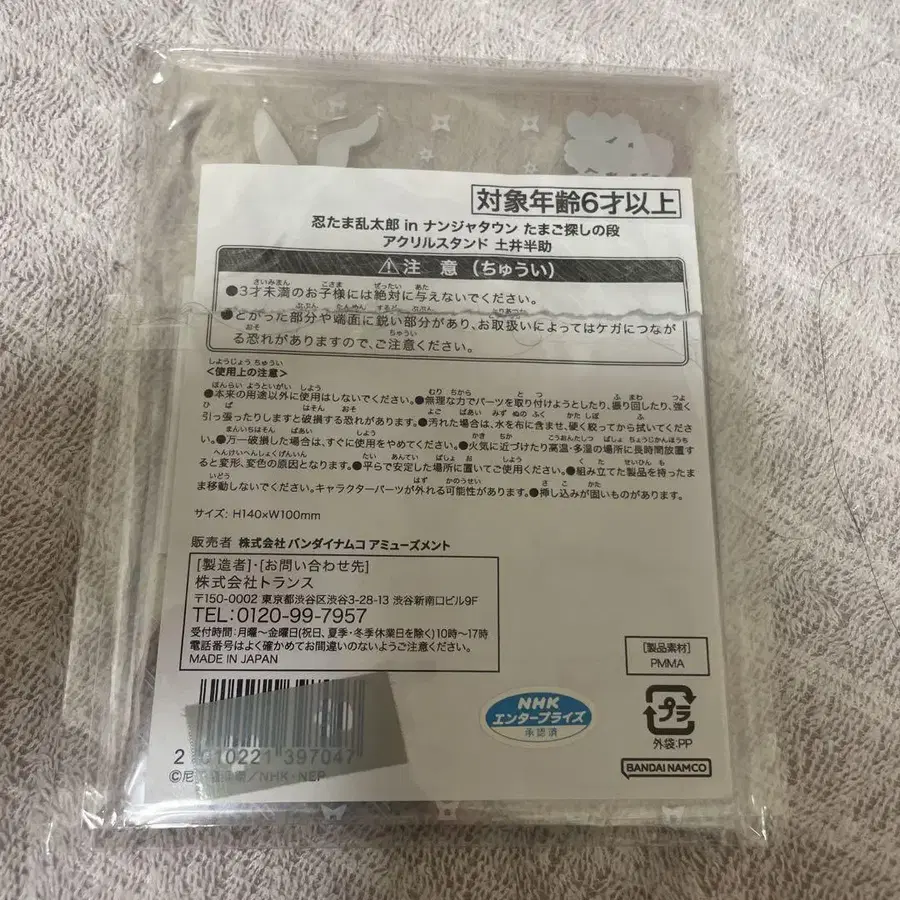 対象年齢6才以上
忍たま乱太郎 in ナンジャタウン たまご探しの段
アクリルスタンド 土井半助
⚠注 意(ちゅうい)
●3才未満のお子様には絶対に与えないでください。
●とがった部分や端面に鋭い部分があり、お取扱いによってはケガにつなが
る恐れがありますので、ご注意ください。
<使用上の注意>
●本来の用途以外に使用はしないでください。●無理な力でパーツを取り付けようとしたり、振り回したり、強く
引っ張ったりしますと破損する恐れがあります。●汚れた場合は、水を布に含ませ、硬く絞ってから拭いてくださ
い。●万一破損した場合は、すぐに使用をやめてください。●火気に近づけたり高温・多湿の場所に長時間放置す
ると変形、変色の原因となります。●平らで安定した場所に置いてご使用ください。●組み立てた製品を持ったま
ま移動しないでください。キャラクターパーツが外れる可能性があります。●挿し込みが固いものがあります。
サイズ: H140×W100mm
販売者 株式会社 バンダイナムコ アミューズメント
[製造者]・[お問い合わせ先]
株式会社トランス
〒150-0002 東京都渋谷区渋谷3-28-13 渋谷新南口ビル9F
TEL:0120-99-7957
受付時間:月曜〜金曜日(祝日、夏季・冬季休業日を除く)10時〜17時
電話番号はよく確かめてお間違いのないようご注意ください。
MADE IN JAPAN
[製品素材]
PMMA
NHK
エンタープライズ
承認済
プラ
外袋:PP
BANDAI NAMCO
2 010221 397047
©尼子騒兵衛/NHK・NEP